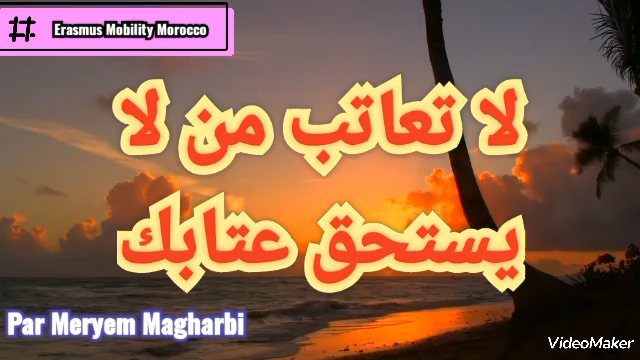 # Erasmus Mobility Morocco
لا تعاتب من لا
يستحق عتابك
Par Meryem Magharbi
VideoMaker